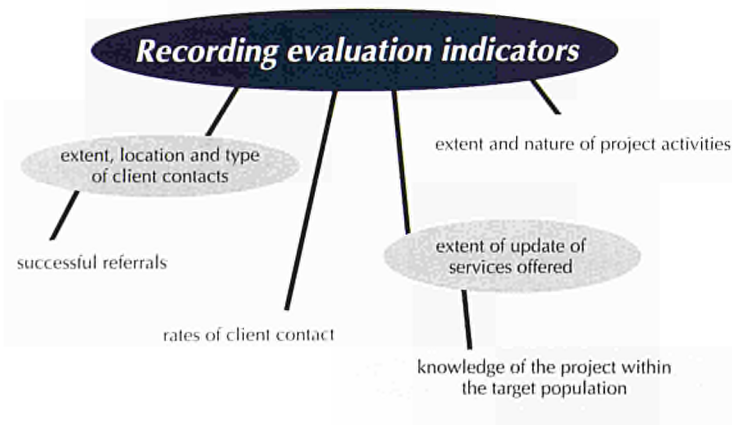 Recording evaluation indicators
extent, location and type
of client contacts
extent and nature of project activities
extent of update of
services offered
successful referrals
rates of client contact
knowledge of the project within
the target population